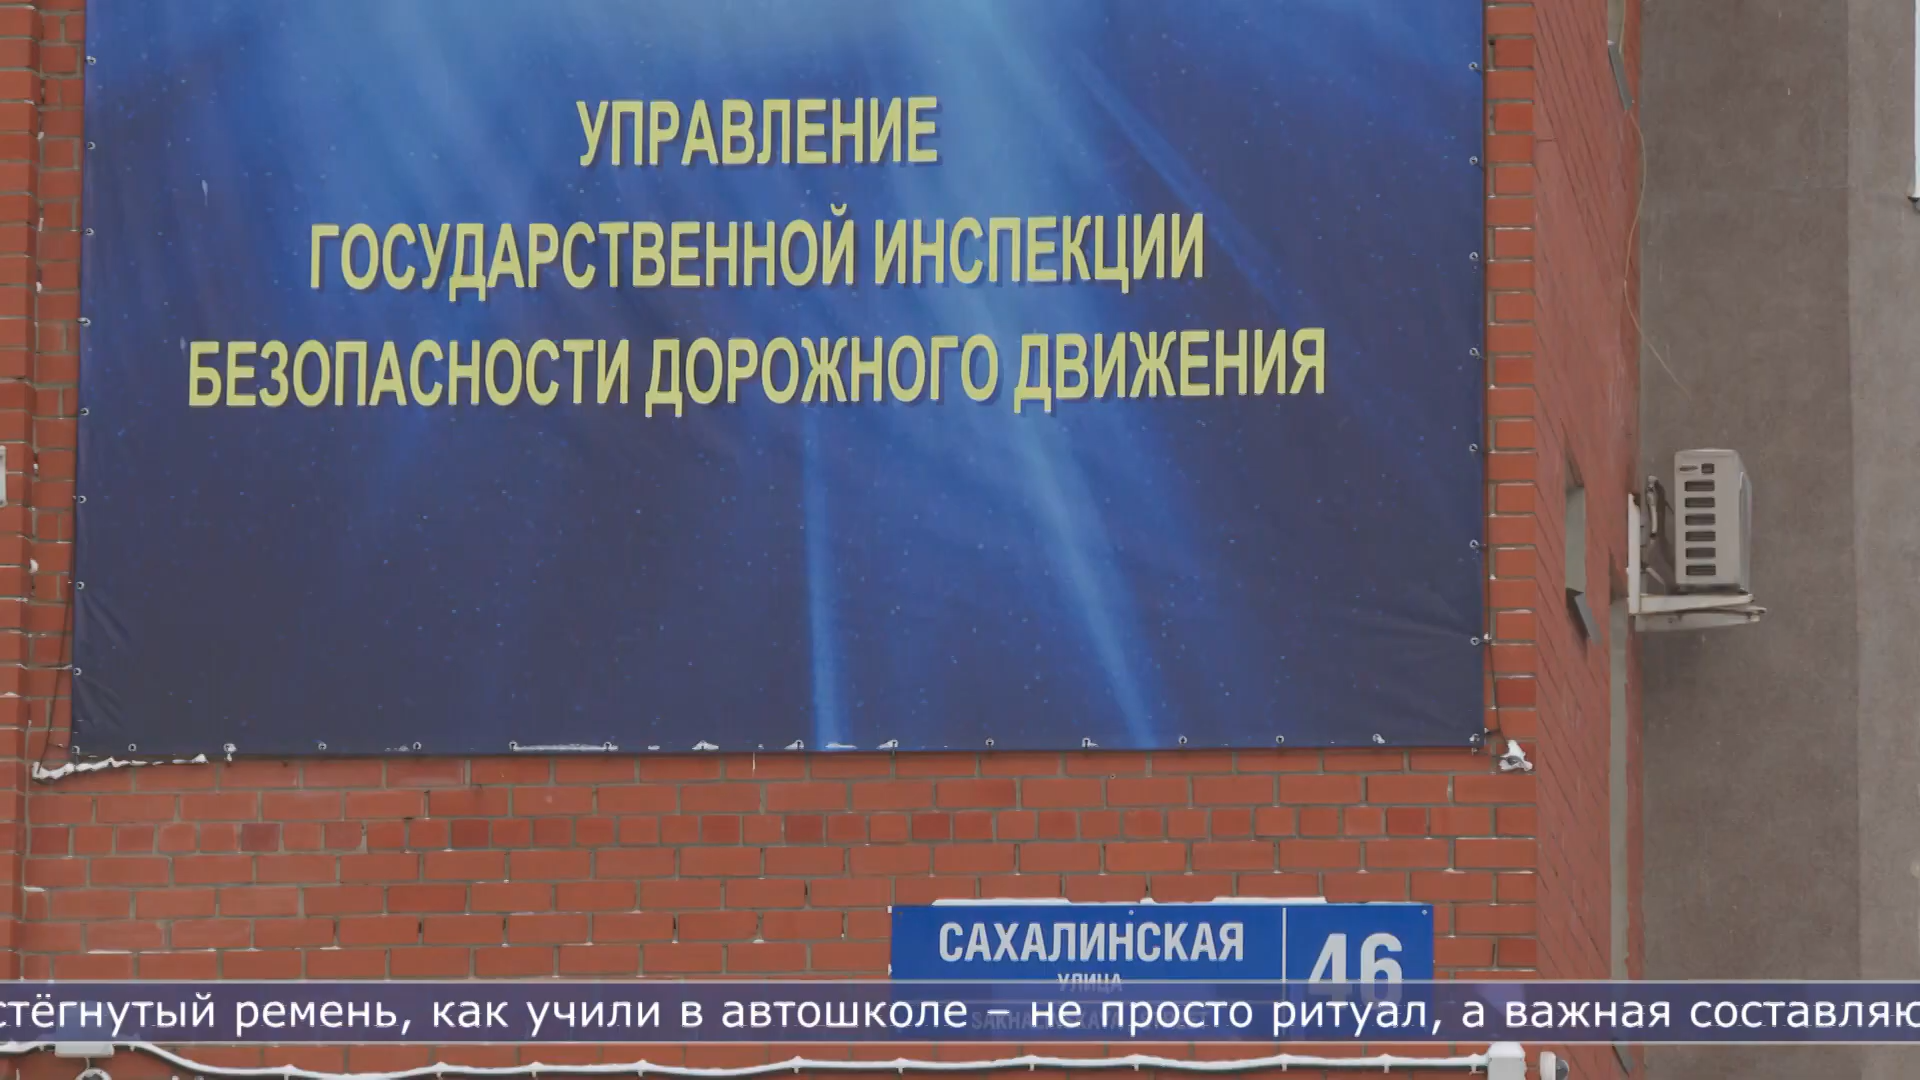 УПРАВЛЕНИЕ
ГОСУДАРСТВЕННОЙ ИНСПЕКЦИИ
БЕЗОПАСНОСТИ ДОРОЖНОГО ДВИЖЕНИЯ
САХАЛИНСКАЯ
УЛИЦА
46
стёгнутый ремень, как учили в автошколе – не просто ритуал, а важная составляю